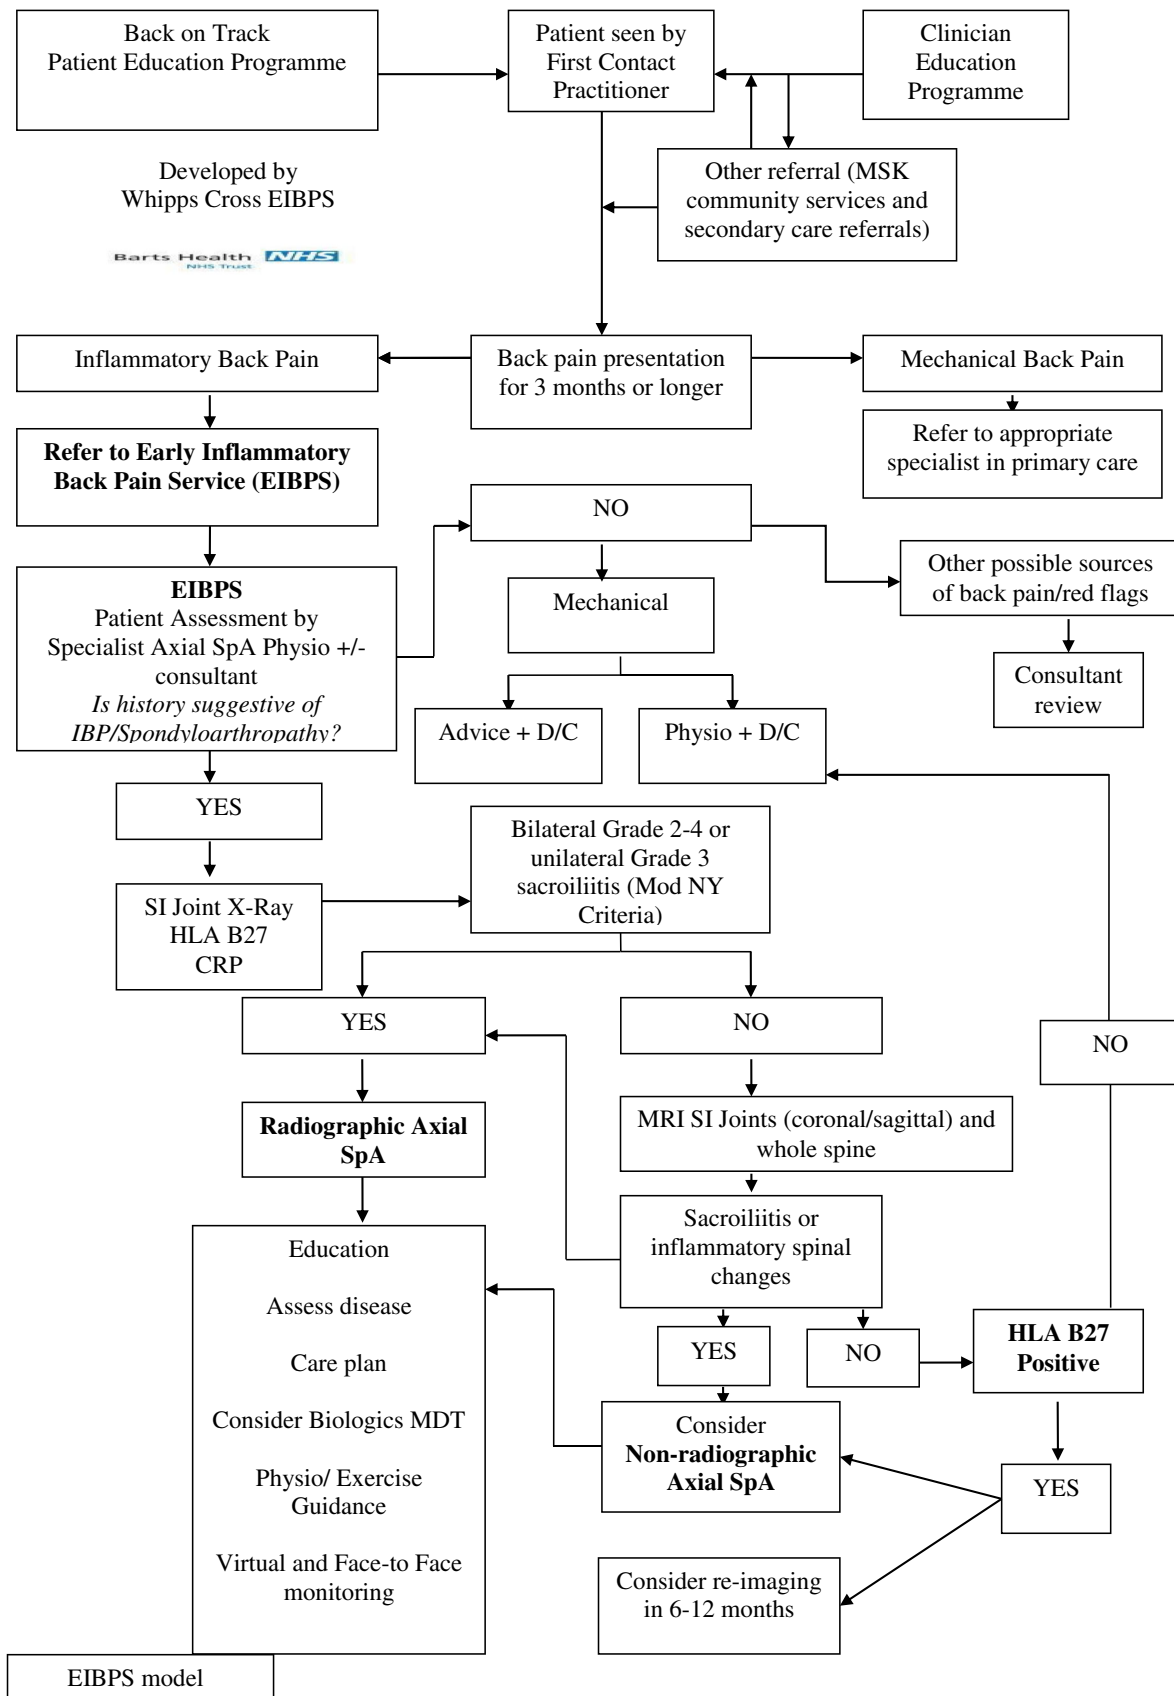 Back on Track
Patient Education Programme
Patient seen by
First Contact
Practitioner
Clinician
Education
Programme
Developed by
Whipps Cross EIBPS
Barts Health NHS
NHS Trust
Other referral (MSK
community services and
secondary care referrals)
Inflammatory Back Pain
Back pain presentation
for 3 months or longer
Mechanical Back Pain
Refer to Early Inflammatory
Back Pain Service (EIBPS)
Refer to appropriate
specialist in primary care
NO
EIBPS
Patient Assessment by
Specialist Axial SpA Physio +/-
consultant
Is history suggestive of
IBP/Spondyloarthropathy?
Mechanical
Other possible sources
of back pain/red flags
Consultant
review
Advice + D/C
Physio + D/C
YES
Bilateral Grade 2-4 or
unilateral Grade 3
sacroiliitis (Mod NY
Criteria)
SI Joint X-Ray
HLA B27
CRP
YES
NO
NO
Radiographic Axial
SpA
MRI SI Joints (coronal/sagittal) and
whole spine
Sacroiliitis or
inflammatory spinal
changes
Education
Assess disease
Care plan
Consider Biologics MDT
Physio/ Exercise
Guidance
Virtual and Face-to Face
monitoring
YES
NO
HLA B27
Positive
Consider
Non-radiographic
Axial SpA
YES
Consider re-imaging
in 6-12 months
EIBPS model